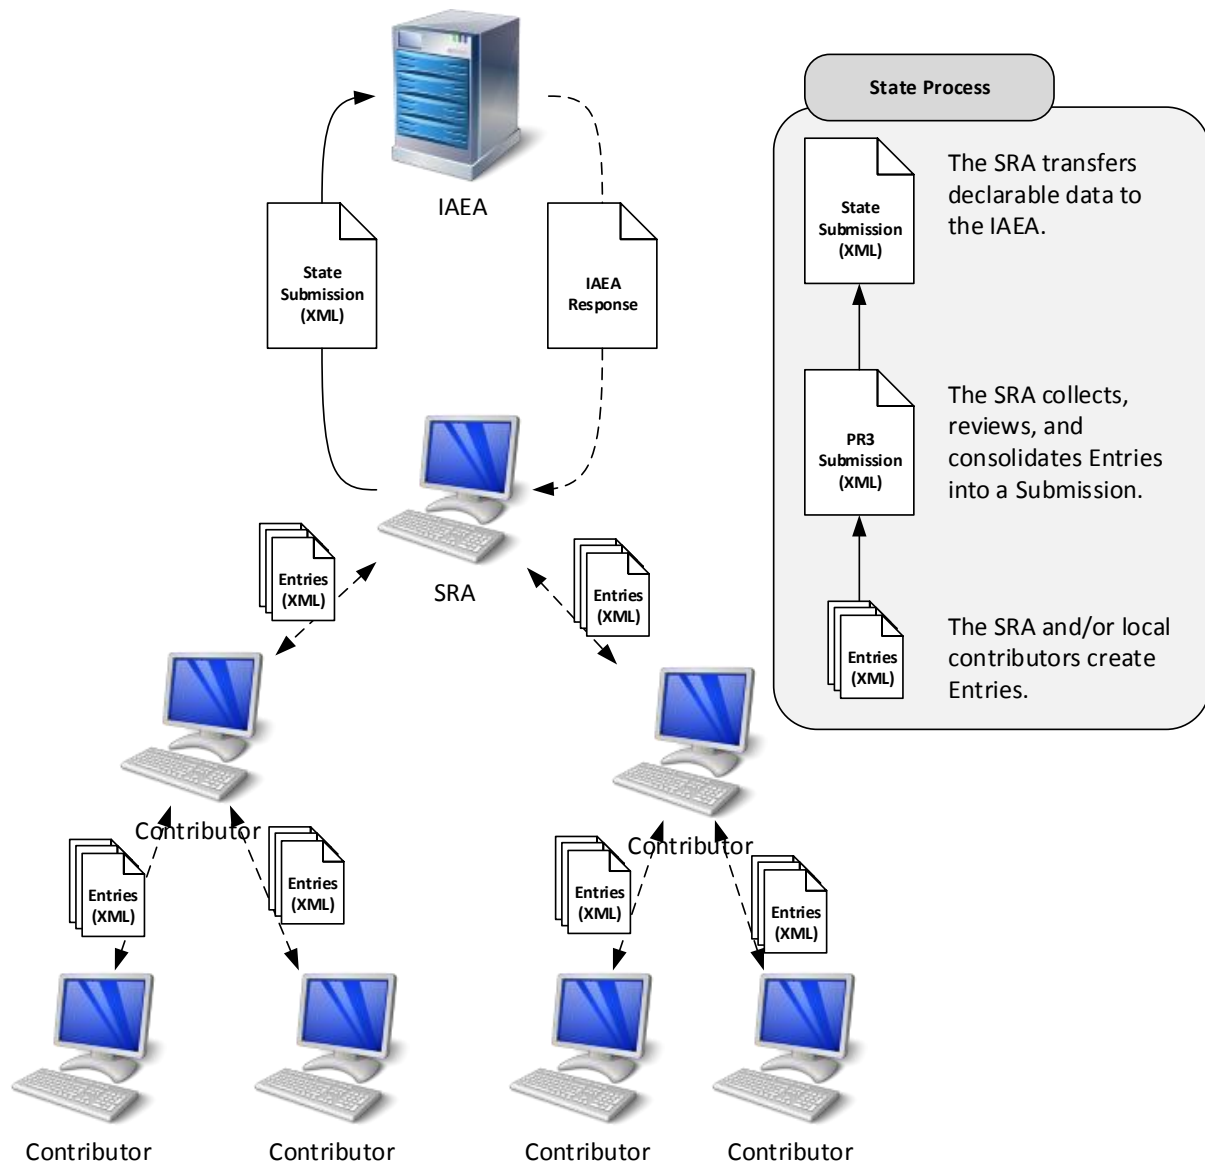 IAEA
State
Submission
(XML)
IAEA
Response
SRA
Entries
(XML)
Entries
(XML)
Contributor
Contributor
Entries
(XML)
Entries
(XML)
Entries
(XML)
Entries
(XML)
Contributor
Contributor
Contributor
Contributor
State Process
State
Submission
(XML)
The SRA transfers
declarable data to
the IAEA.
PR3
Submission
(XML)
The SRA collects,
reviews, and
consolidates Entries
into a Submission.
Entries
(XML)
The SRA and/or local
contributors create
Entries.